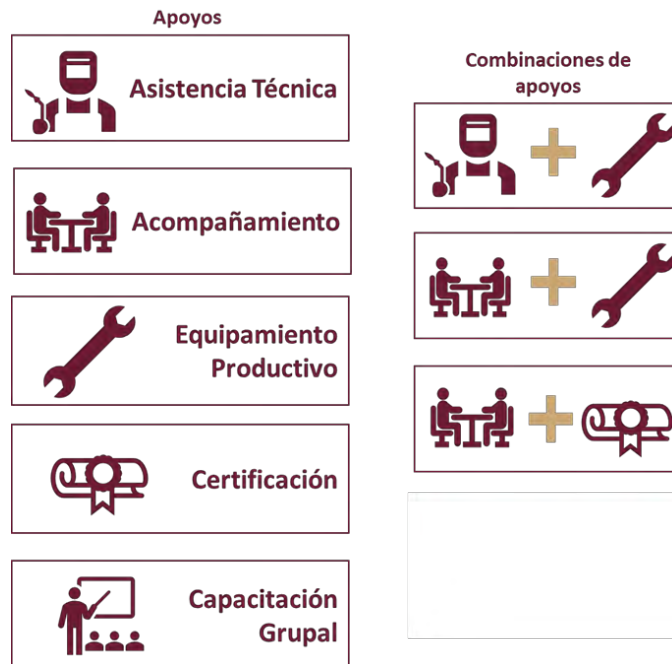 Apoyos
Asistencia Técnica
Acompañamiento
Equipamiento
Productivo
Certificación
Capacitación
Grupal
Combinaciones de
apoyos